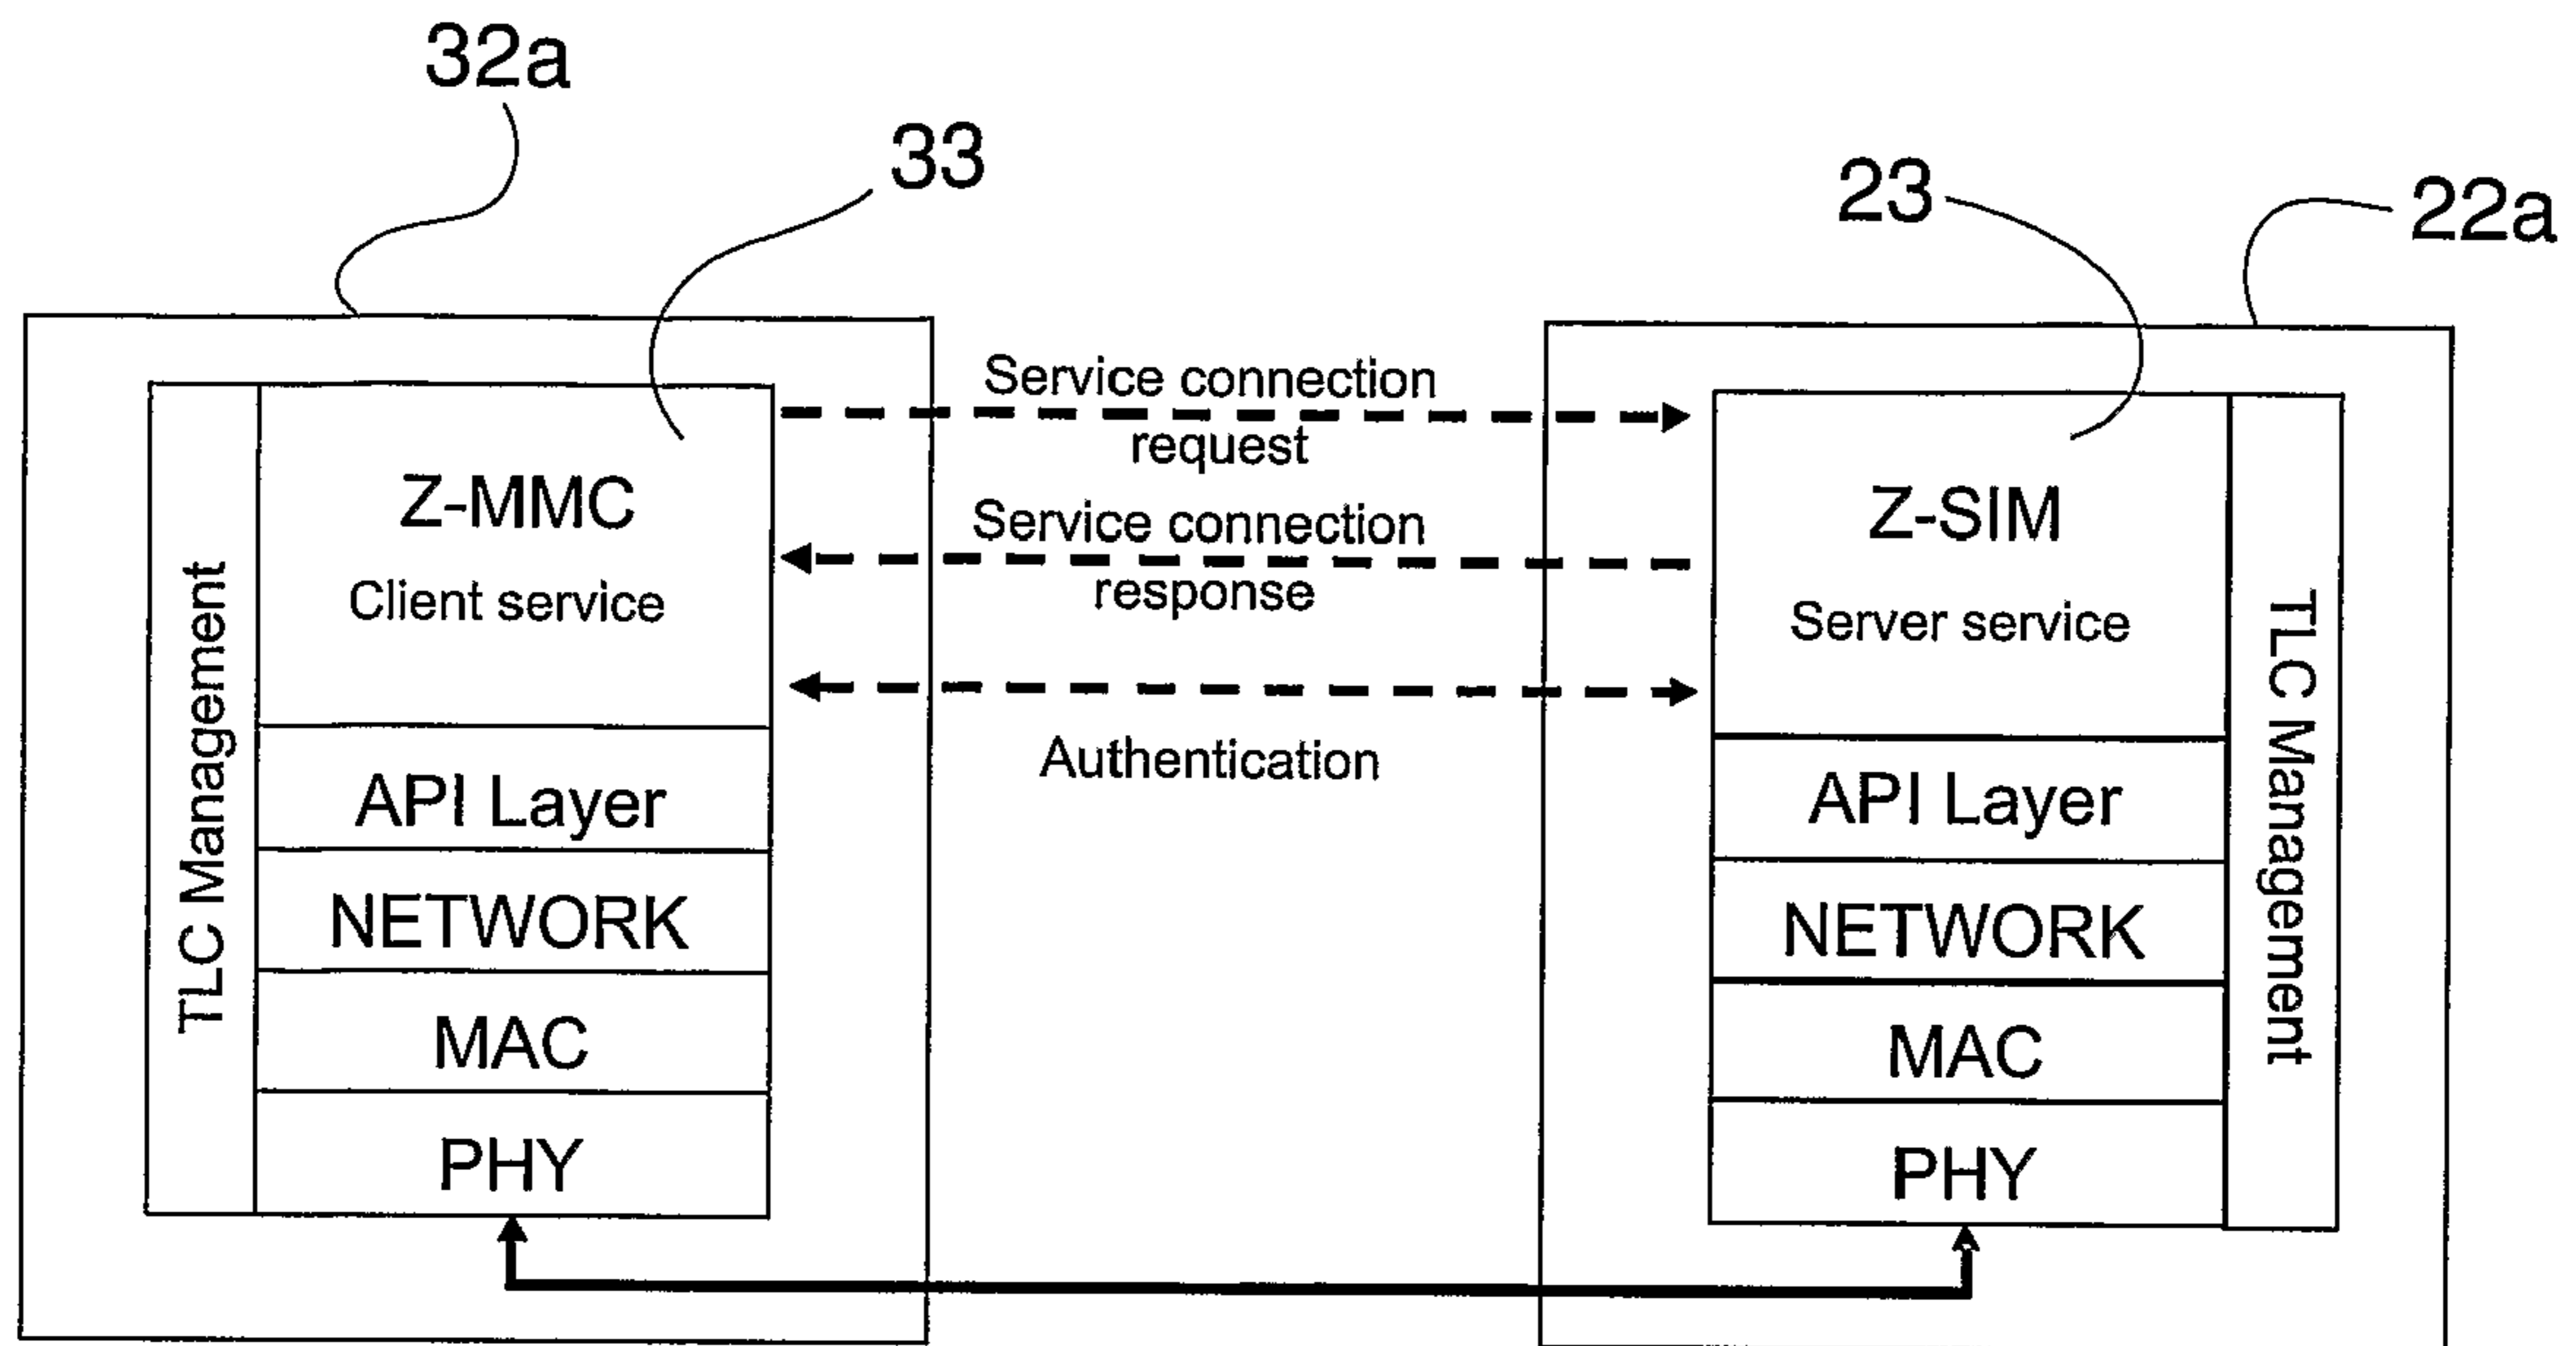 32a
33
23
22a
Service connection
request
Service connection
response
Authentication
TLC Management
Z-MMC
Client service
API Layer
NETWORK
MAC
PHY
Z-SIM
Server service
API Layer
NETWORK
MAC
PHY
TLC Management